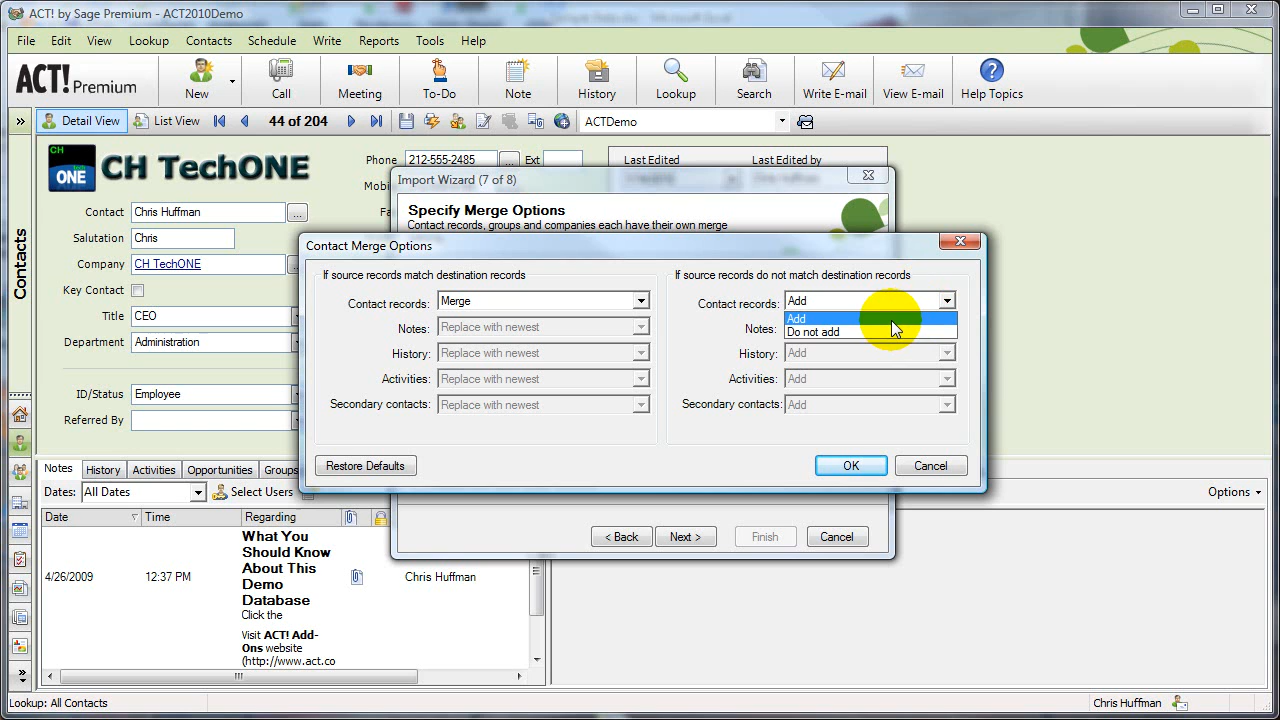 ACT! by Sage Premium - ACT2010Demo
File Edit View Lookup Contacts Schedule Write Reports Tools Help
ACT! Premium New Call Meeting To-Do Note History Lookup Search Write E-mail View E-mail Help Topics
» Detail View List View 44 of 204 ACTDemo
Contacts
CH
ONE
CH TechONE
Phone 212-555-2485 ... Ext
Last Edited Last Edited by
Contact Chris Huffman ...
Salutation Chris
Company CH TechONE
Key Contact
Title CEO
Department Administration
ID/Status Employee
Referred By
Import Wizard (7 of 8)
Specify Merge Options
Contact records, groups and companies each have their own merge
Contact Merge Options
If source records match destination records
Contact records: Merge
Notes: Replace with newest
History: Replace with newest
Activities: Replace with newest
Secondary contacts: Replace with newest
If source records do not match destination records
Contact records: Add
Add
Do not add
Notes:
History: Add
Activities: Add
Secondary contacts: Add
Restore Defaults OK Cancel
< Back Next > Finish Cancel
Notes History Activities Opportunities Groups
Dates: All Dates Select Users Options
Date Time Regarding
4/26/2009 12:37 PM
What You
Should Know
About This
Demo
Database
Click the
Visit ACT! Add-
Ons website
(http://www.act.co
Chris Huffman
Lookup: All Contacts Chris Huffman